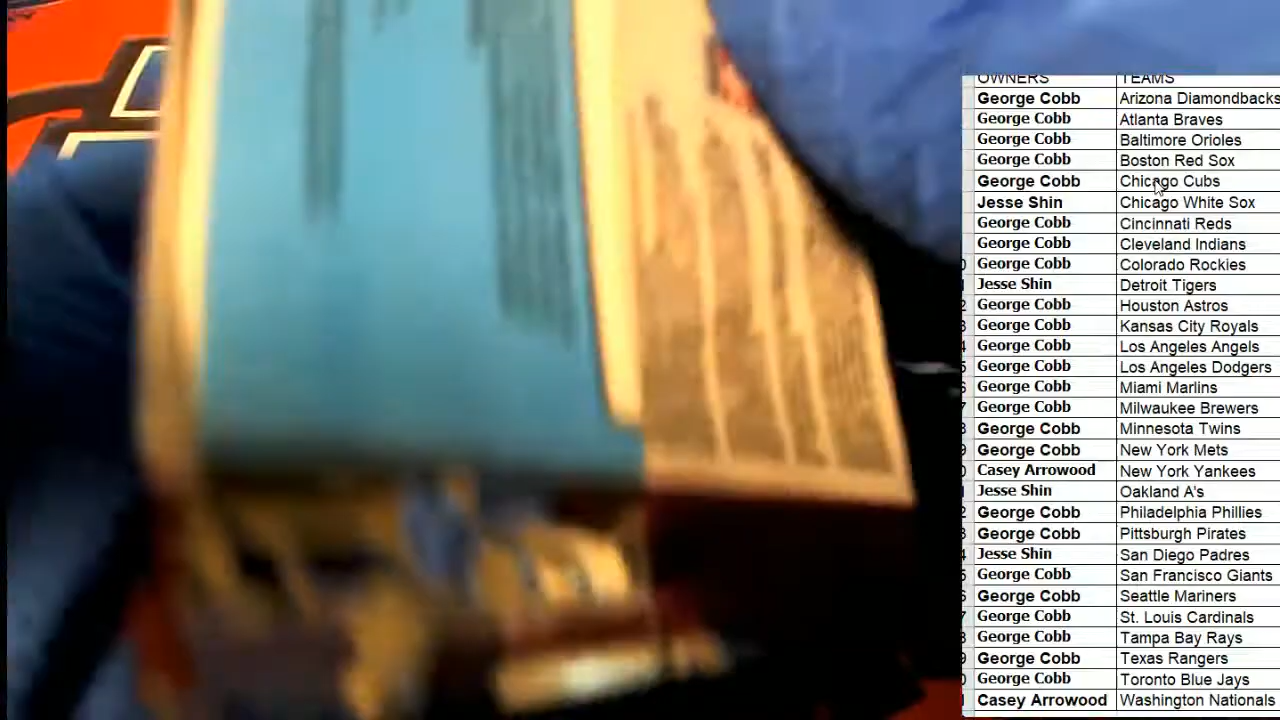 OWNERS TEAMS
George Cobb Arizona Diamondbacks
George Cobb Atlanta Braves
George Cobb Baltimore Orioles
George Cobb Boston Red Sox
George Cobb Chicago Cubs
Jesse Shin Chicago White Sox
George Cobb Cincinnati Reds
George Cobb Cleveland Indians
George Cobb Colorado Rockies
Jesse Shin Detroit Tigers
George Cobb Houston Astros
George Cobb Kansas City Royals
George Cobb Los Angeles Angels
George Cobb Los Angeles Dodgers
George Cobb Miami Marlins
George Cobb Milwaukee Brewers
George Cobb Minnesota Twins
George Cobb New York Mets
Casey Arrowood New York Yankees
Jesse Shin Oakland A's
George Cobb Philadelphia Phillies
George Cobb Pittsburgh Pirates
Jesse Shin San Diego Padres
George Cobb San Francisco Giants
George Cobb Seattle Mariners
George Cobb St. Louis Cardinals
George Cobb Tampa Bay Rays
George Cobb Texas Rangers
George Cobb Toronto Blue Jays
Casey Arrowood Washington Nationals